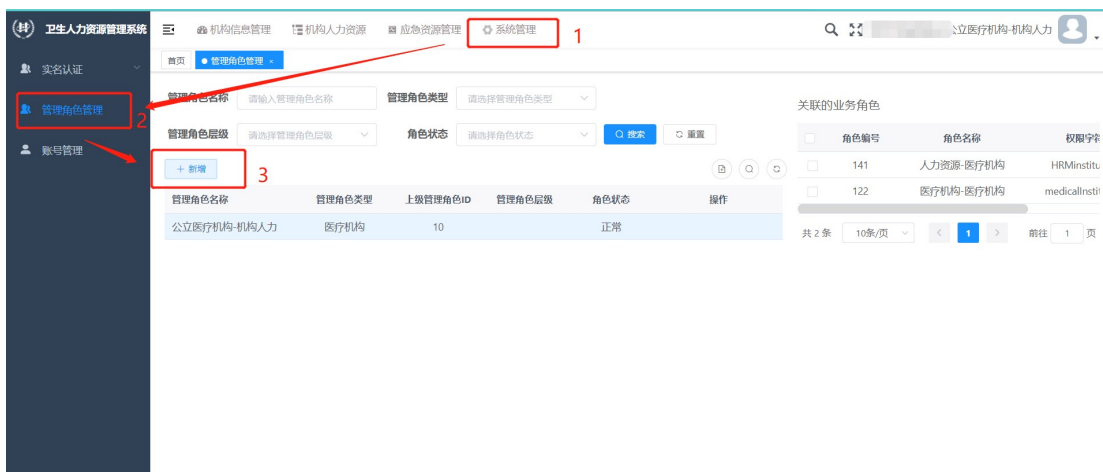 卫生人力资源管理系统
机构信息管理 机构人力资源 应急资源管理 系统管理 1 公立医疗机构-机构人力
实名认证
首页 管理角色管理 ×
管理角色管理 2
账号管理
管理角色名称 请输入管理角色名称 管理角色类型 请选择管理角色类型
管理角色层级 请选择管理角色层级 角色状态 请选择角色状态 搜索 重置
+ 新增 3
管理角色名称 管理角色类型 上级管理角色ID 管理角色层级 角色状态 操作
公立医疗机构-机构人力 医疗机构 10 正常
关联的业务角色
角色编号 角色名称 权限字符
141 人力资源-医疗机构 HRMinstitu
122 医疗机构-医疗机构 medicalInstit
共 2 条 10条/页 < 1 > 前往 1 页